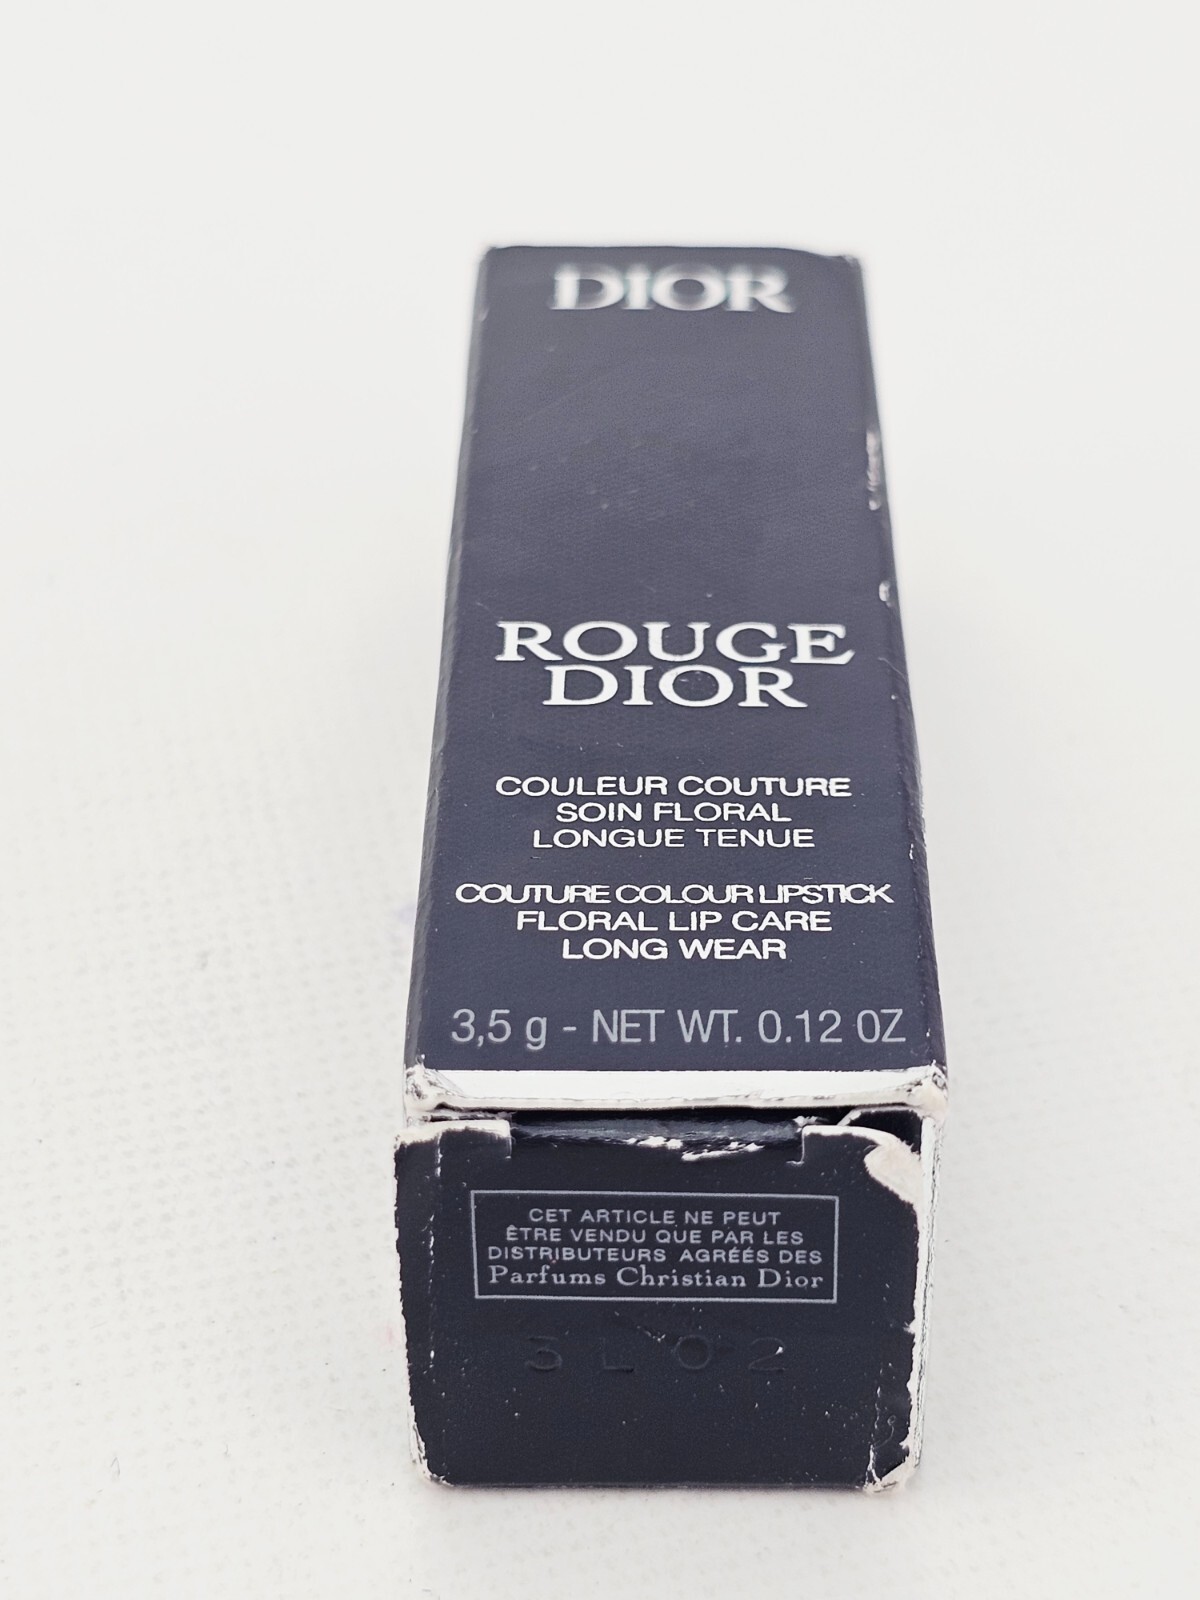 DIOR
ROUGE
DIOR
COULEUR COUTURE
SOIN FLORAL
LONGUE TENUE
COUTURE COLOUR LIPSTICK
FLORAL LIP CARE
LONG WEAR
3,5 g - NET WT. 0.12 OZ
CET ARTICLE NE PEUT
ÊTRE VENDU QUE PAR LES
DISTRIBUTEURS AGRÉÉS DES
Parfums Christian Dior
3L02